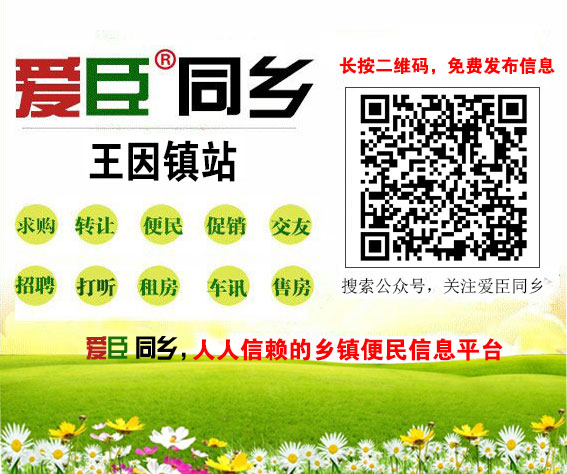 爱臣®同乡
王因镇站
求购 转让 便民 促销 交友
招聘 打听 租房 车讯 售房
长按二维码，免费发布信息
搜索公众号，关注爱臣同乡
爱臣 同乡，人人信赖的乡镇便民信息平台